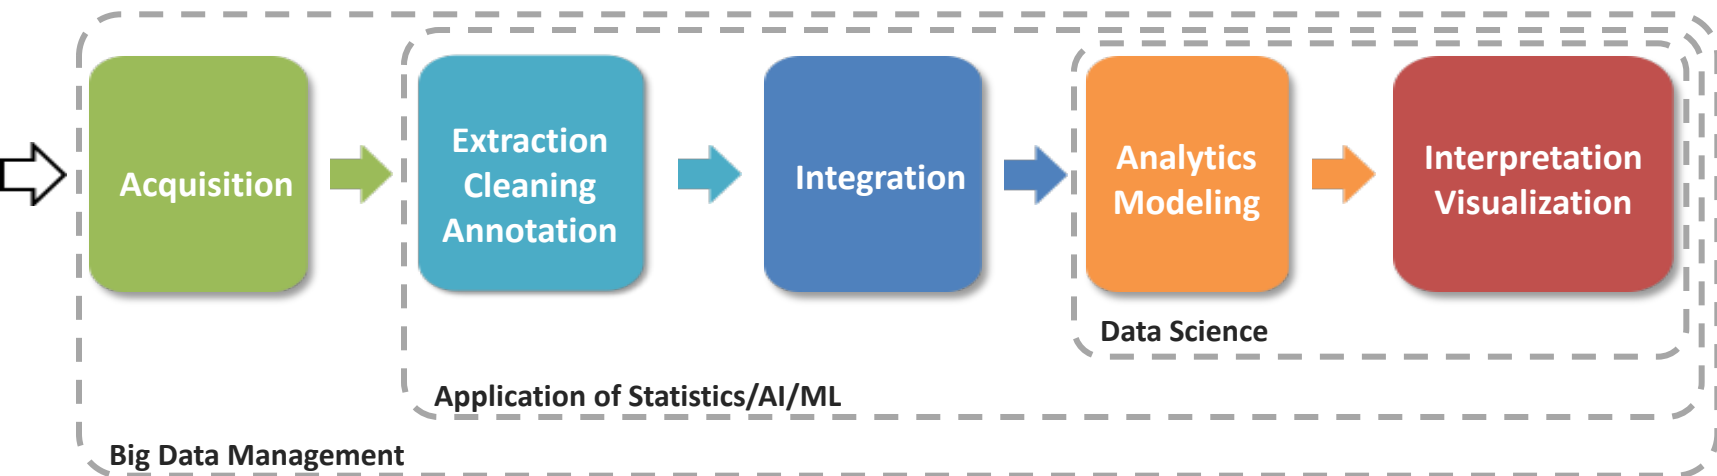 Acquisition
Extraction
Cleaning
Annotation
Integration
Analytics
Modeling
Interpretation
Visualization
Data Science
Application of Statistics/AI/ML
Big Data Management